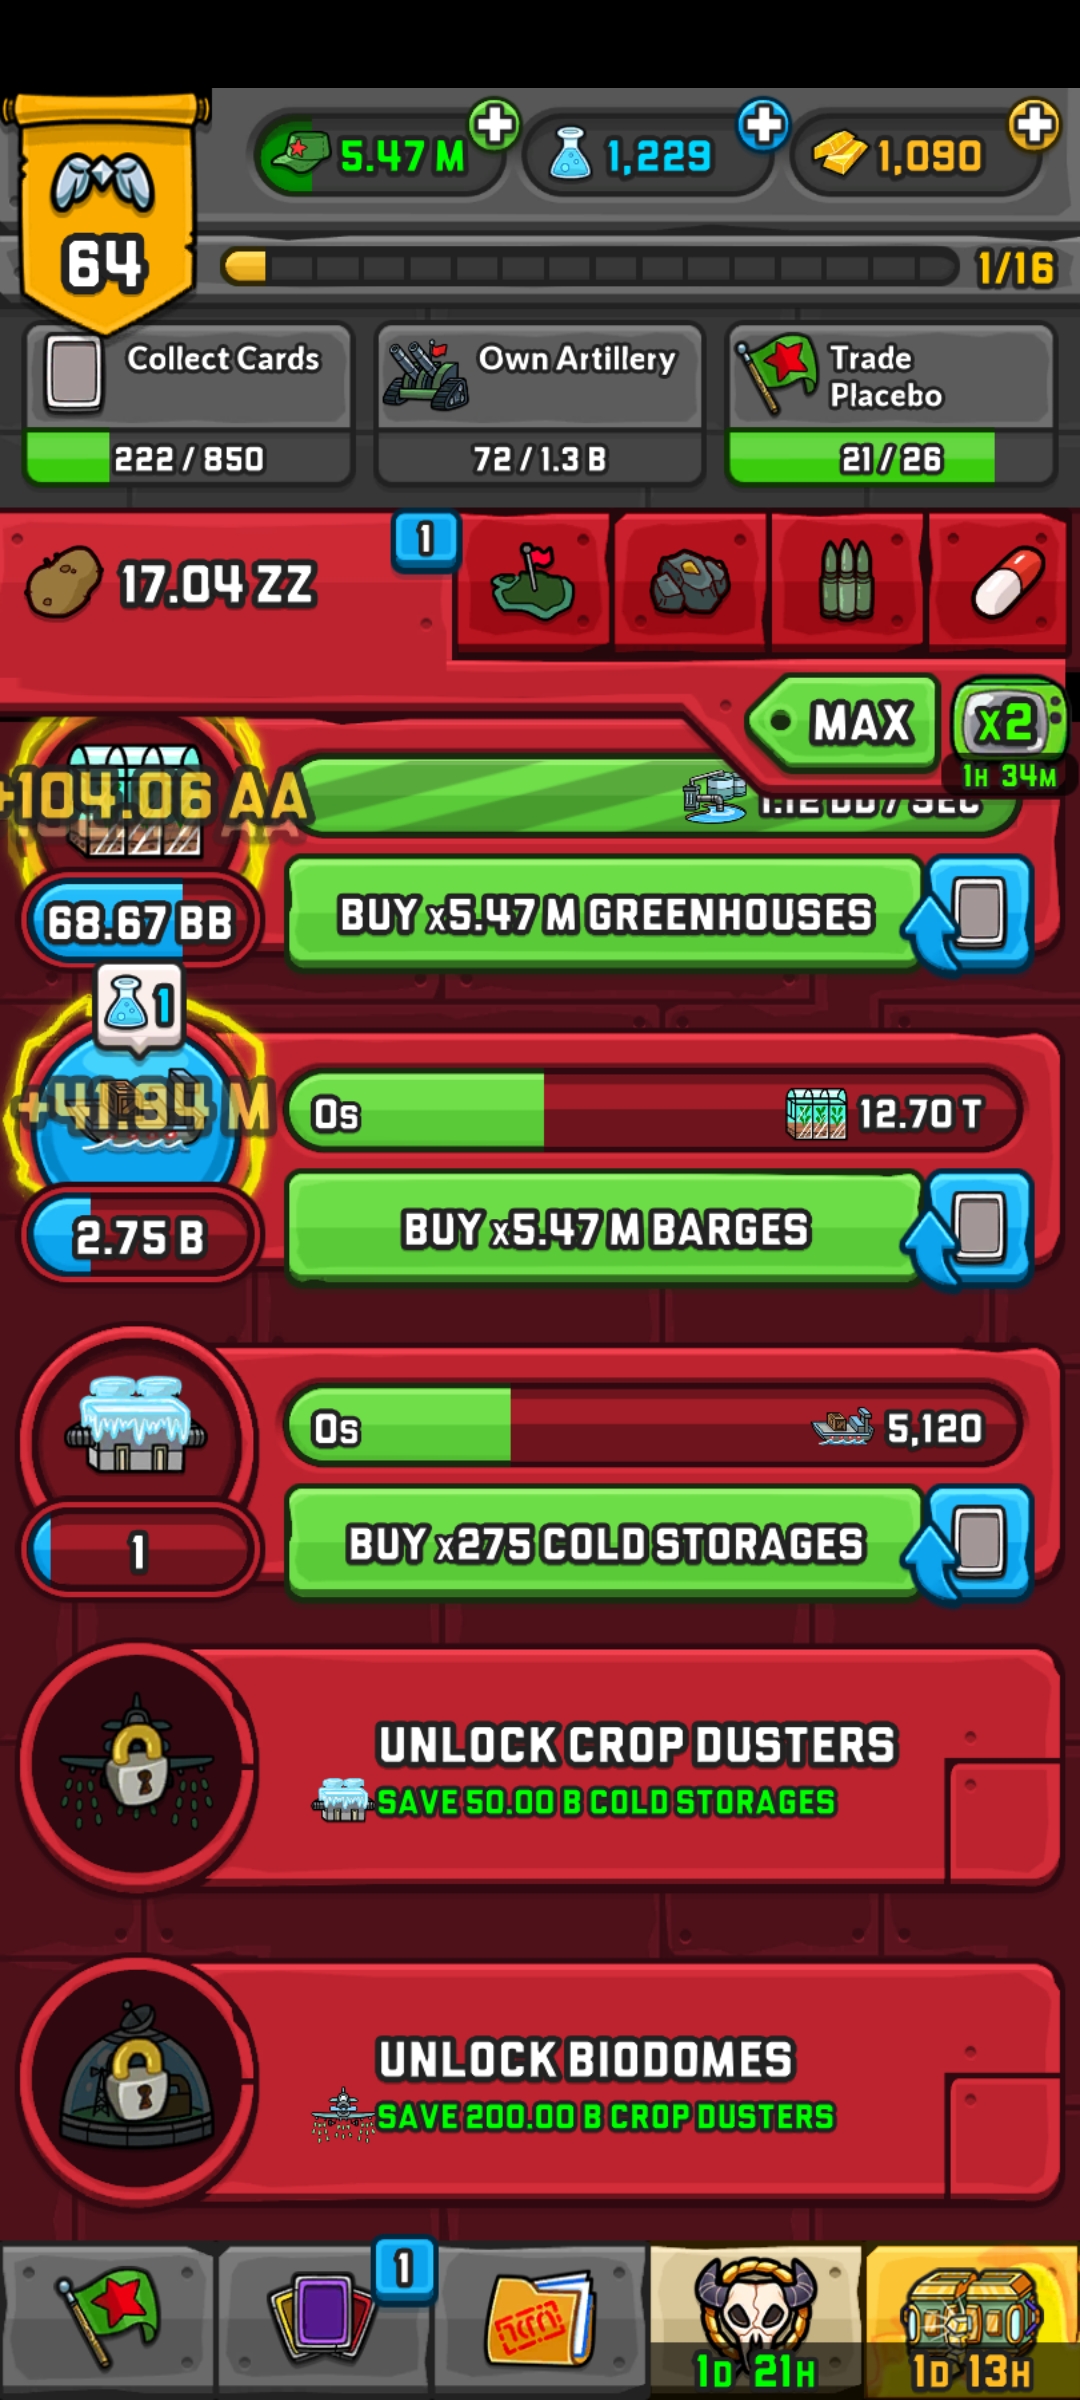 5.47 M
1,229
1,090
64
1/16
Collect Cards
Own Artillery
Trade
Placebo
222 / 850
72 / 1.3 B
21 / 26
17.04 ZZ
1
MAX
x2
1H 34M
+104.06 AA
/ SEC
68.67 BB
BUY x5.47 M GREENHOUSES
1
+41.94 M
0s
12.70 T
2.75 B
BUY x5.47 M BARGES
0s
5,120
1
BUY x275 COLD STORAGES
UNLOCK CROP DUSTERS
SAVE 50.00 B COLD STORAGES
UNLOCK BIODOMES
SAVE 200.00 B CROP DUSTERS
1
1D 21H
1D 13H